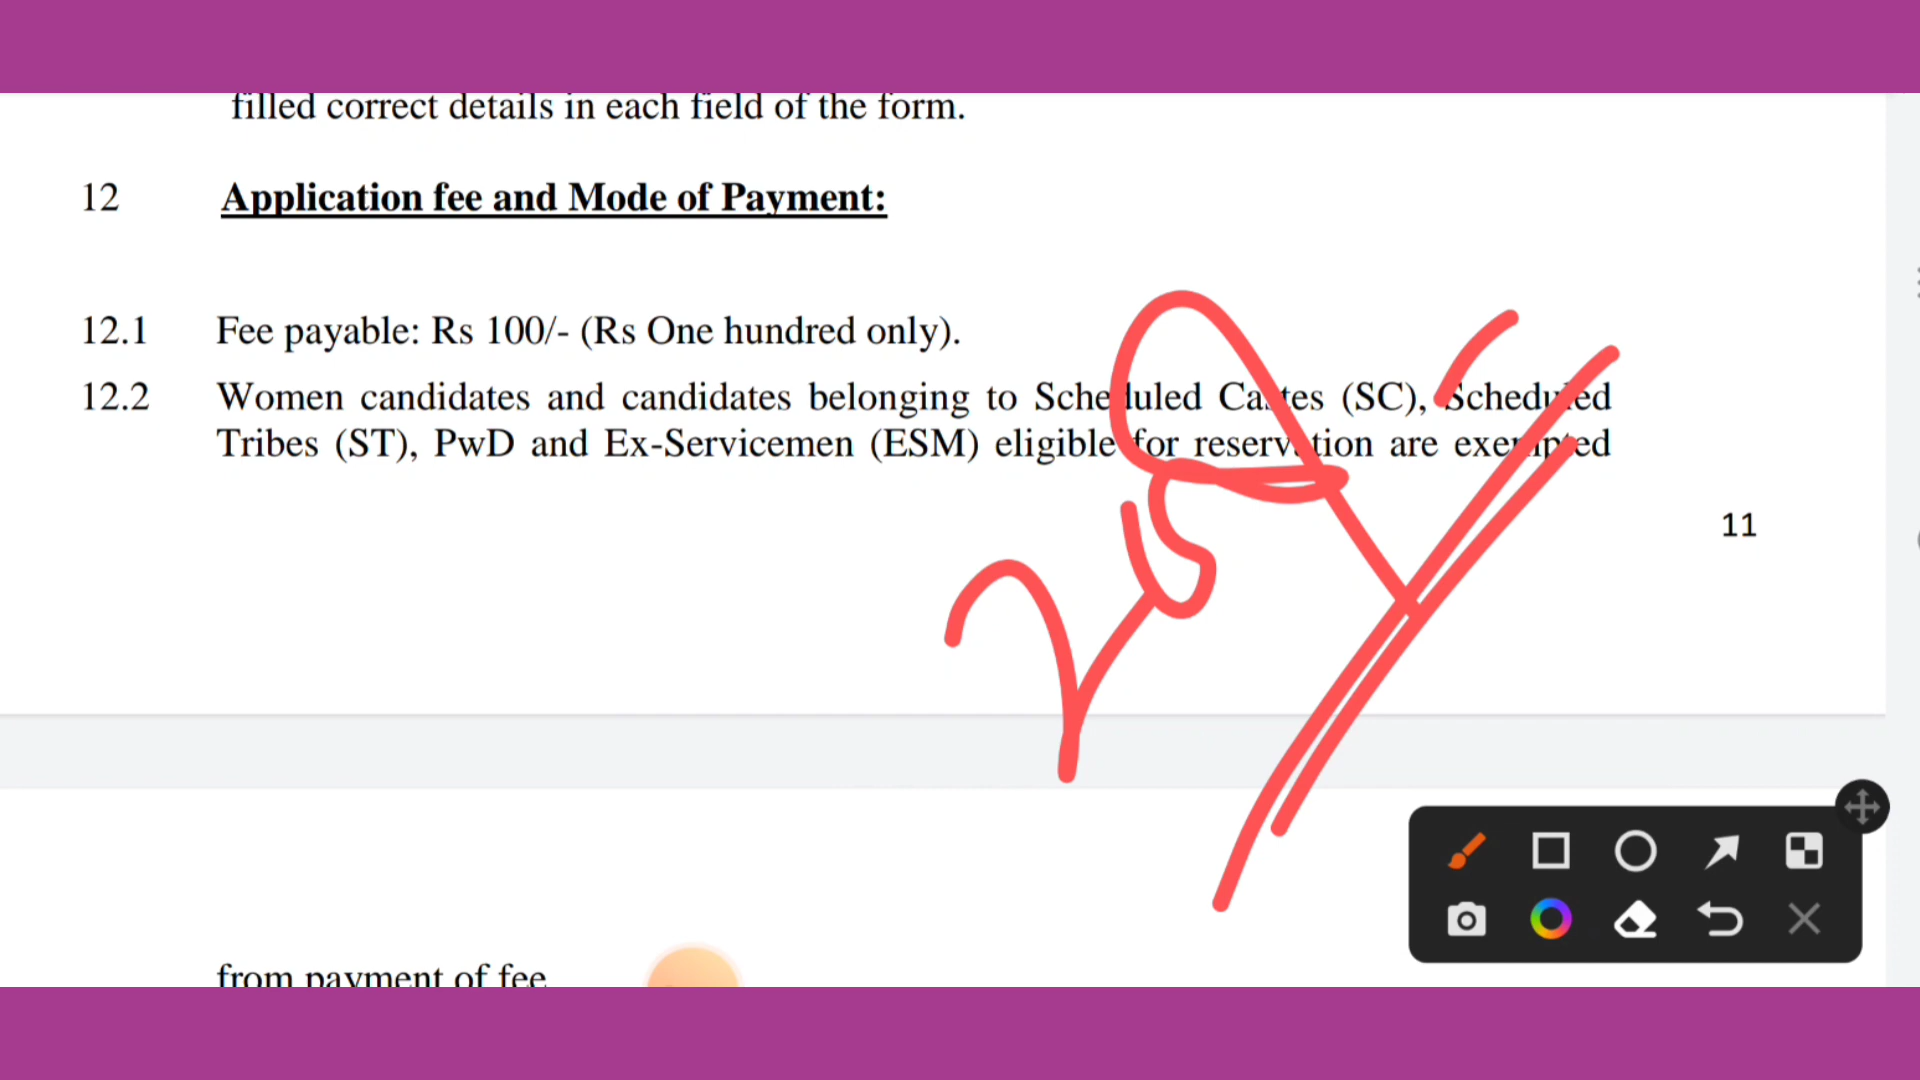 filled correct details in each field of the form.
12 Application fee and Mode of Payment:
12.1 Fee payable: Rs 100/- (Rs One hundred only).
12.2 Women candidates and candidates belonging to Scheduled Castes (SC), Scheduled
Tribes (ST), PwD and Ex-Servicemen (ESM) eligible for reservation are exempted
11
from payment of fee